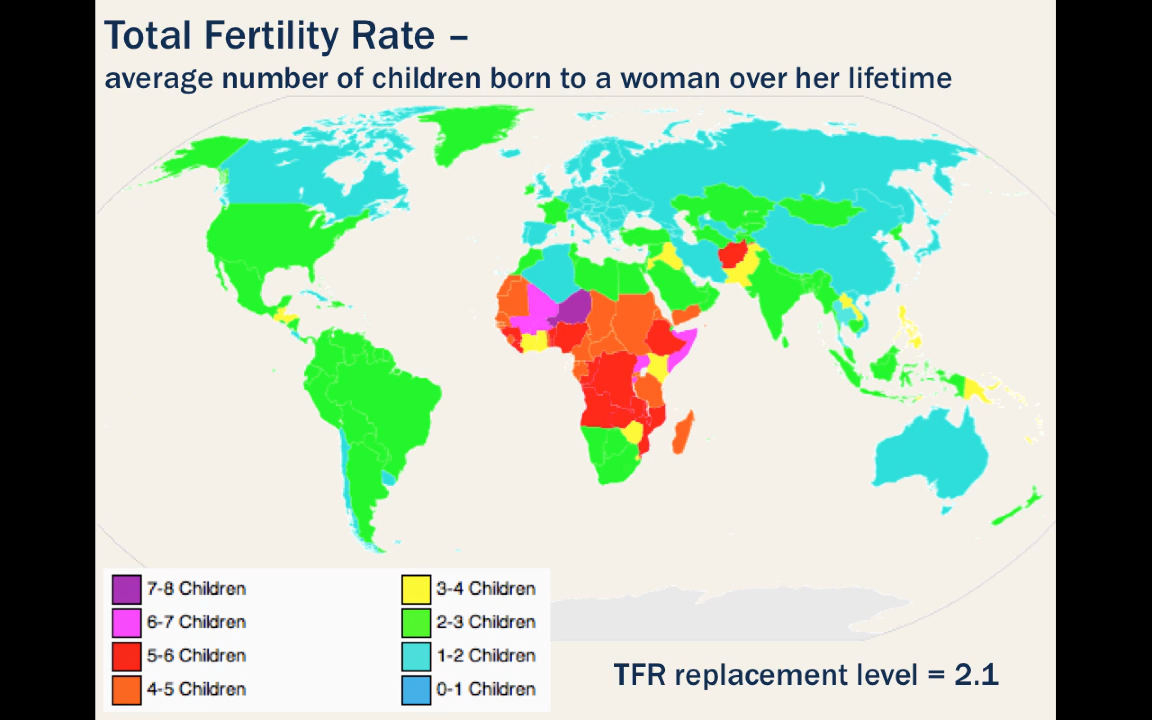 Total Fertility Rate –
average number of children born to a woman over her lifetime
7-8 Children
6-7 Children
5-6 Children
4-5 Children
3-4 Children
2-3 Children
1-2 Children
0-1 Children
TFR replacement level = 2.1